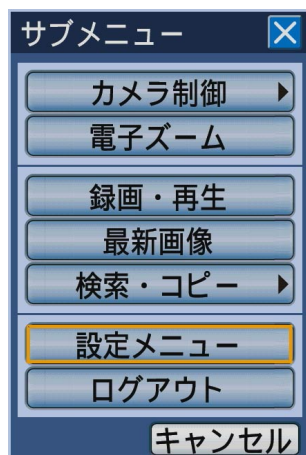 サブメニュー
カメラ制御
電子ズーム
録画・再生
最新画像
検索・コピー
設定メニュー
ログアウト
キャンセル